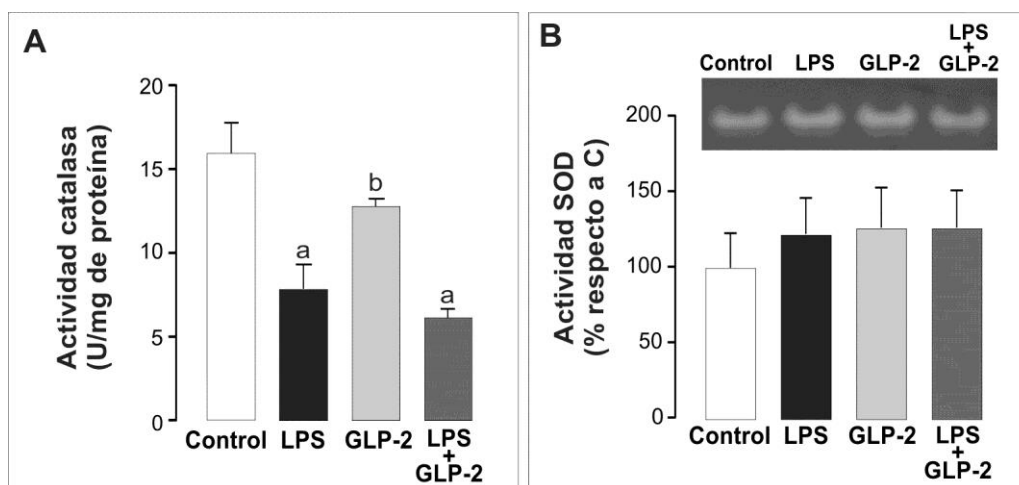 A
Actividad catalasa
(U/mg de proteína)
20
15
10
5
0
a
b
a
Control
LPS
GLP-2
LPS
+
GLP-2
B
Control
LPS
GLP-2
LPS
+
GLP-2
Actividad SOD
(% respecto a C)
200
150
100
50
0
Control
LPS
GLP-2
LPS
+
GLP-2